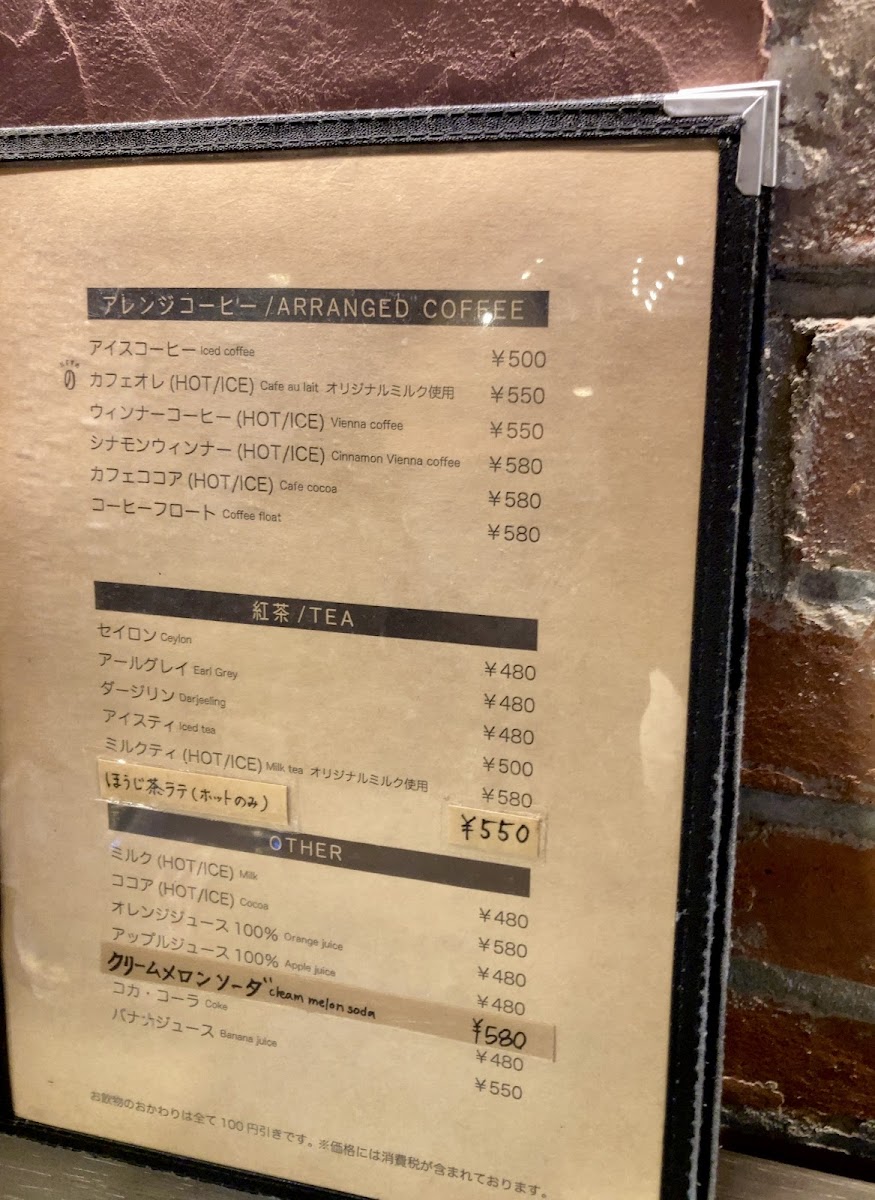 アレンジコーヒー/ARRANGED COFFEE
アイスコーヒー Iced coffee ¥500
の カフェオレ (HOT/ICE) Cafe au lait オリジナルミルク使用 ¥550
ウィンナーコーヒー (HOT/ICE) Vienna coffee ¥550
シナモンウィンナー (HOT/ICE) Cinnamon Vienna coffee ¥580
カフェココア (HOT/ICE) Cafe cocoa ¥580
コーヒーフロート Coffee float ¥580
紅茶/TEA
セイロン Ceylon ¥480
アールグレイ Earl Grey ¥480
ダージリン Darjeeling ¥480
アイスティ Iced tea ¥500
ミルクティ (HOT/ICE) Milk tea オリジナルミルク使用 ¥580
ほうじ茶ラテ(ホットのみ) ¥550
OTHER
ミルク (HOT/ICE) Milk ¥480
ココア (HOT/ICE) Cocoa ¥580
オレンジジュース 100% Orange juice ¥480
アップルジュース 100% Apple juice ¥480
クリームメロンソーダ cream melon soda ¥580
コカ・コーラ Coke ¥480
バナナジュース Banana juice ¥550
お飲物のおかわりは全て100円引きです。※価格には消費税が含まれております。